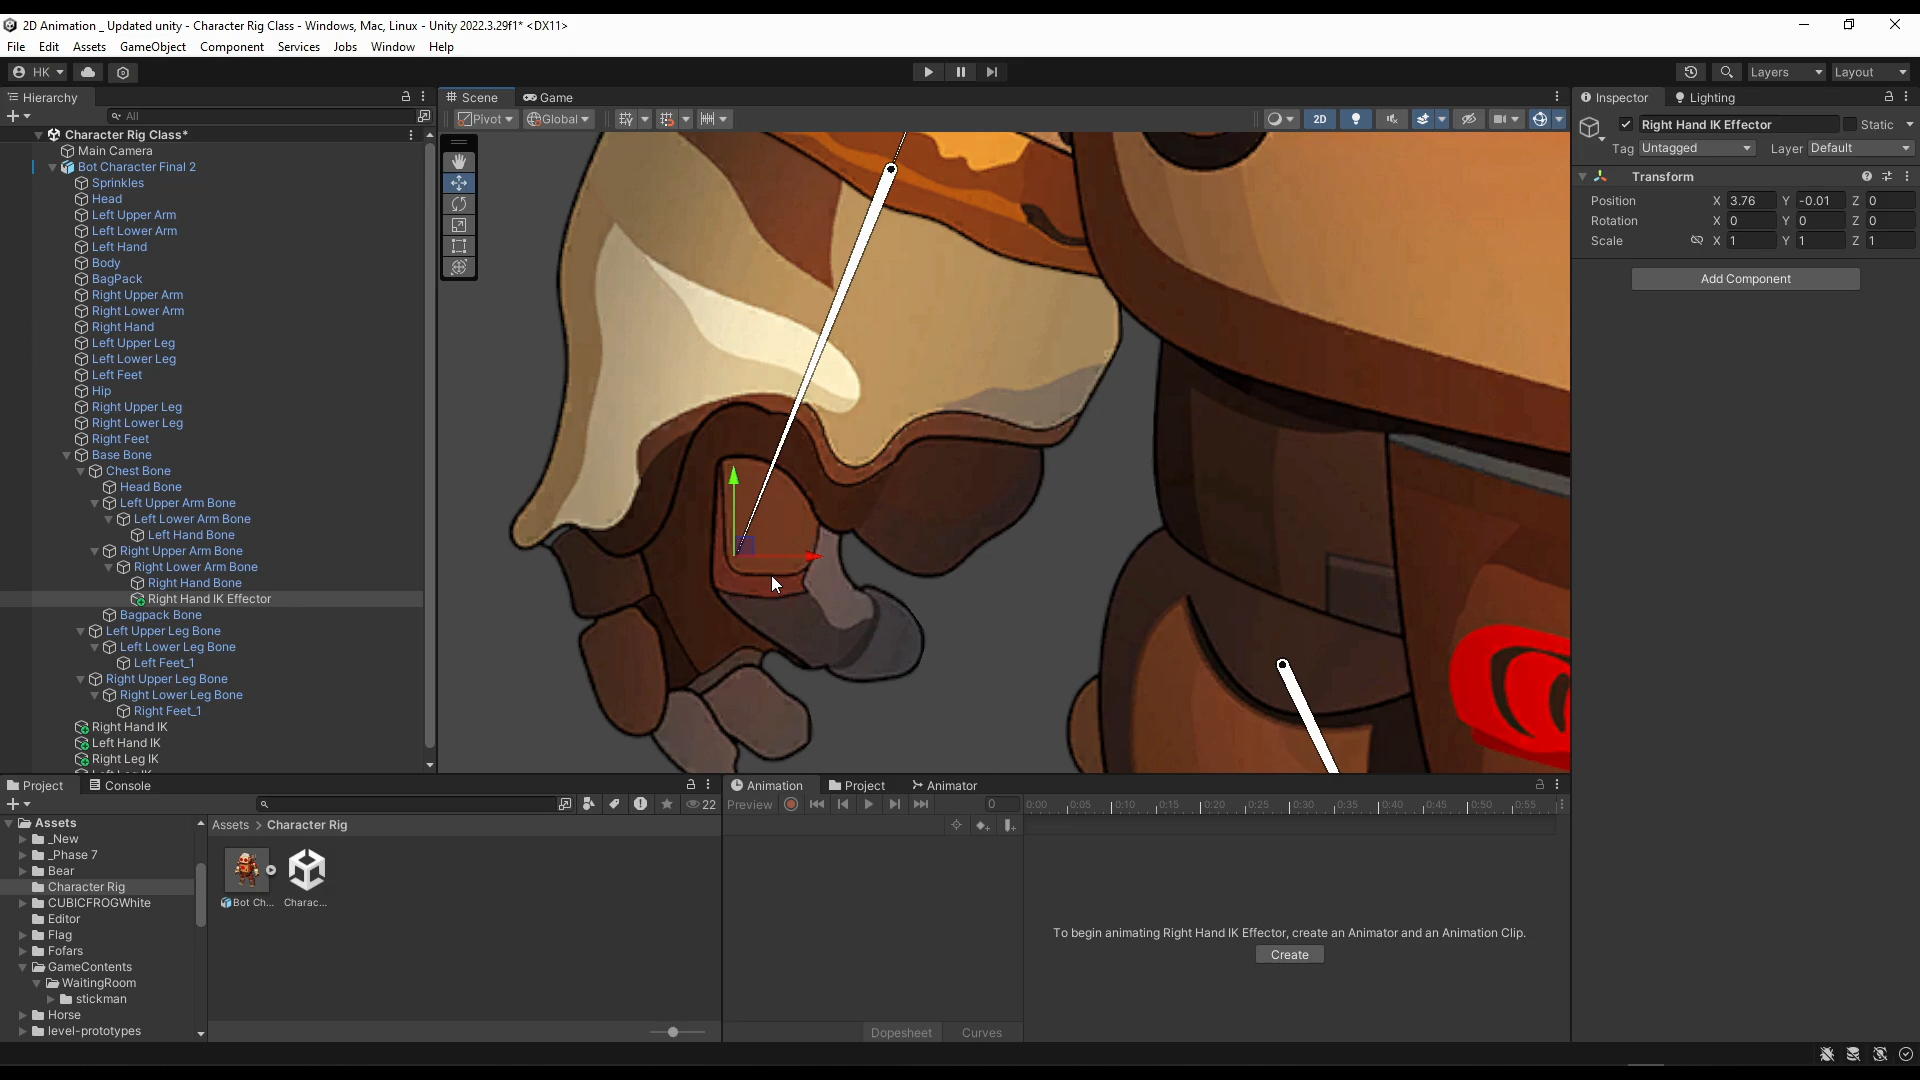 2D Animation _ Updated unity - Character Rig Class - Windows, Mac, Linux - Unity 2022.3.29f1* <DX11>
File Edit Assets GameObject Component Services Jobs Window Help
HK Layers Layout
Hierarchy Scene Game Inspector Lighting
All
Pivot Global 2D
Right Hand IK Effector Static
Tag Untagged Layer Default
Transform
Position X 3.76 Y -0.01 Z 0
Rotation X 0 Y 0 Z 0
Scale X 1 Y 1 Z 1
Add Component
Character Rig Class*
Main Camera
Bot Character Final 2
Sprinkles
Head
Left Upper Arm
Left Lower Arm
Left Hand
Body
BagPack
Right Upper Arm
Right Lower Arm
Right Hand
Left Upper Leg
Left Lower Leg
Left Feet
Hip
Right Upper Leg
Right Lower Leg
Right Feet
Base Bone
Chest Bone
Head Bone
Left Upper Arm Bone
Left Lower Arm Bone
Left Hand Bone
Right Upper Arm Bone
Right Lower Arm Bone
Right Hand Bone
Right Hand IK Effector
Bagpack Bone
Left Upper Leg Bone
Left Lower Leg Bone
Left Feet_1
Right Upper Leg Bone
Right Lower Leg Bone
Right Feet_1
Right Hand IK
Left Hand IK
Right Leg IK
Project Console
22
Assets
_New
_Phase 7
Bear
Character Rig
CUBICFROGWhite
Editor
Flag
Fofars
GameContents
WaitingRoom
stickman
Horse
level-prototypes
Assets > Character Rig
Bot Ch... Charac...
Animation Project Animator
Preview 0 0:00 0:05 0:10 0:15 0:20 0:25 0:30 0:35 0:40 0:45 0:50 0:55
To begin animating Right Hand IK Effector, create an Animator and an Animation Clip.
Create
Dopesheet Curves